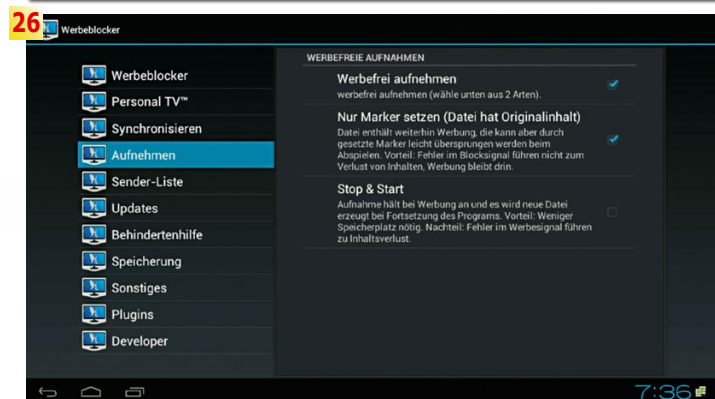 26
Werbeblocker
Werbeblocker
Personal TV™
Synchronisieren
Aufnehmen
Sender-Liste
Updates
Behindertenhilfe
Speicherung
Sonstiges
Plugins
Developer
WERBEFREIE AUFNAHMEN
Werbefrei aufnehmen
werbefrei aufnehmen (wähle unten aus 2 Arten).
Nur Marker setzen (Datei hat Originalinhalt)
Datei enthält weiterhin Werbung, die kann aber durch
gesetzte Marker leicht übersprungen werden beim
Abspielen. Vorteil: Fehler im Blocksignal führen nicht zum
Verlust von Inhalten, Werbung bleibt drin.
Stop & Start
Aufnahme hält bei Werbung an und es wird neue Datei
erzeugt bei Fortsetzung des Programs. Vorteil: Weniger
Speicherplatz nötig. Nachteil: Fehler im Werbesignal führen
zu Inhaltsverlust.
7:36